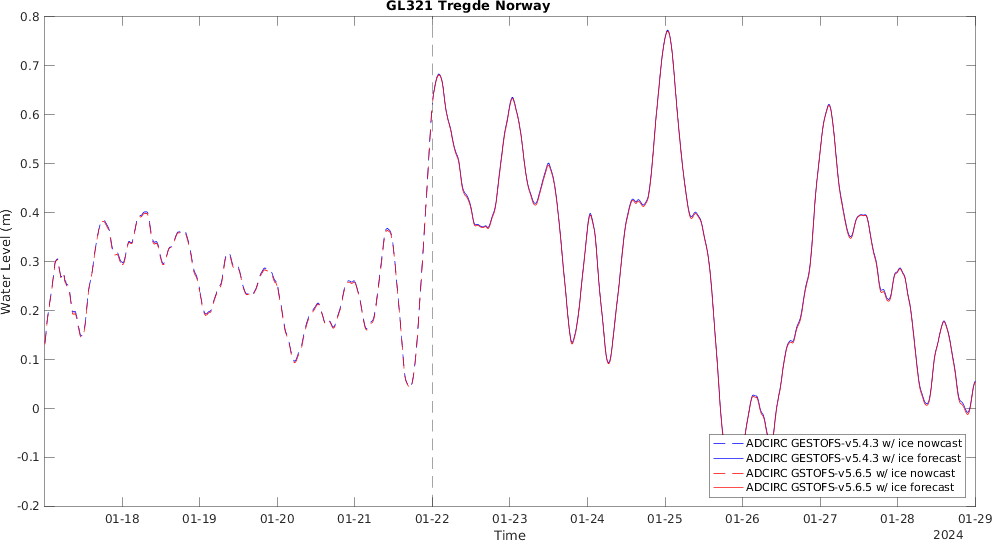 GL321 Tregde Norway
0.8
0.7
0.6
0.5
0.4
0.3
0.2
0.1
0
-0.1
-0.2
Water Level (m)
ADCIRC GESTOFS-v5.4.3 w/ ice nowcast
ADCIRC GESTOFS-v5.4.3 w/ ice forecast
ADCIRC GSTOFS-v5.6.5 w/ ice nowcast
ADCIRC GSTOFS-v5.6.5 w/ ice forecast
01-18 01-19 01-20 01-21 01-22 01-23 01-24 01-25 01-26 01-27 01-28 01-29
Time
2024